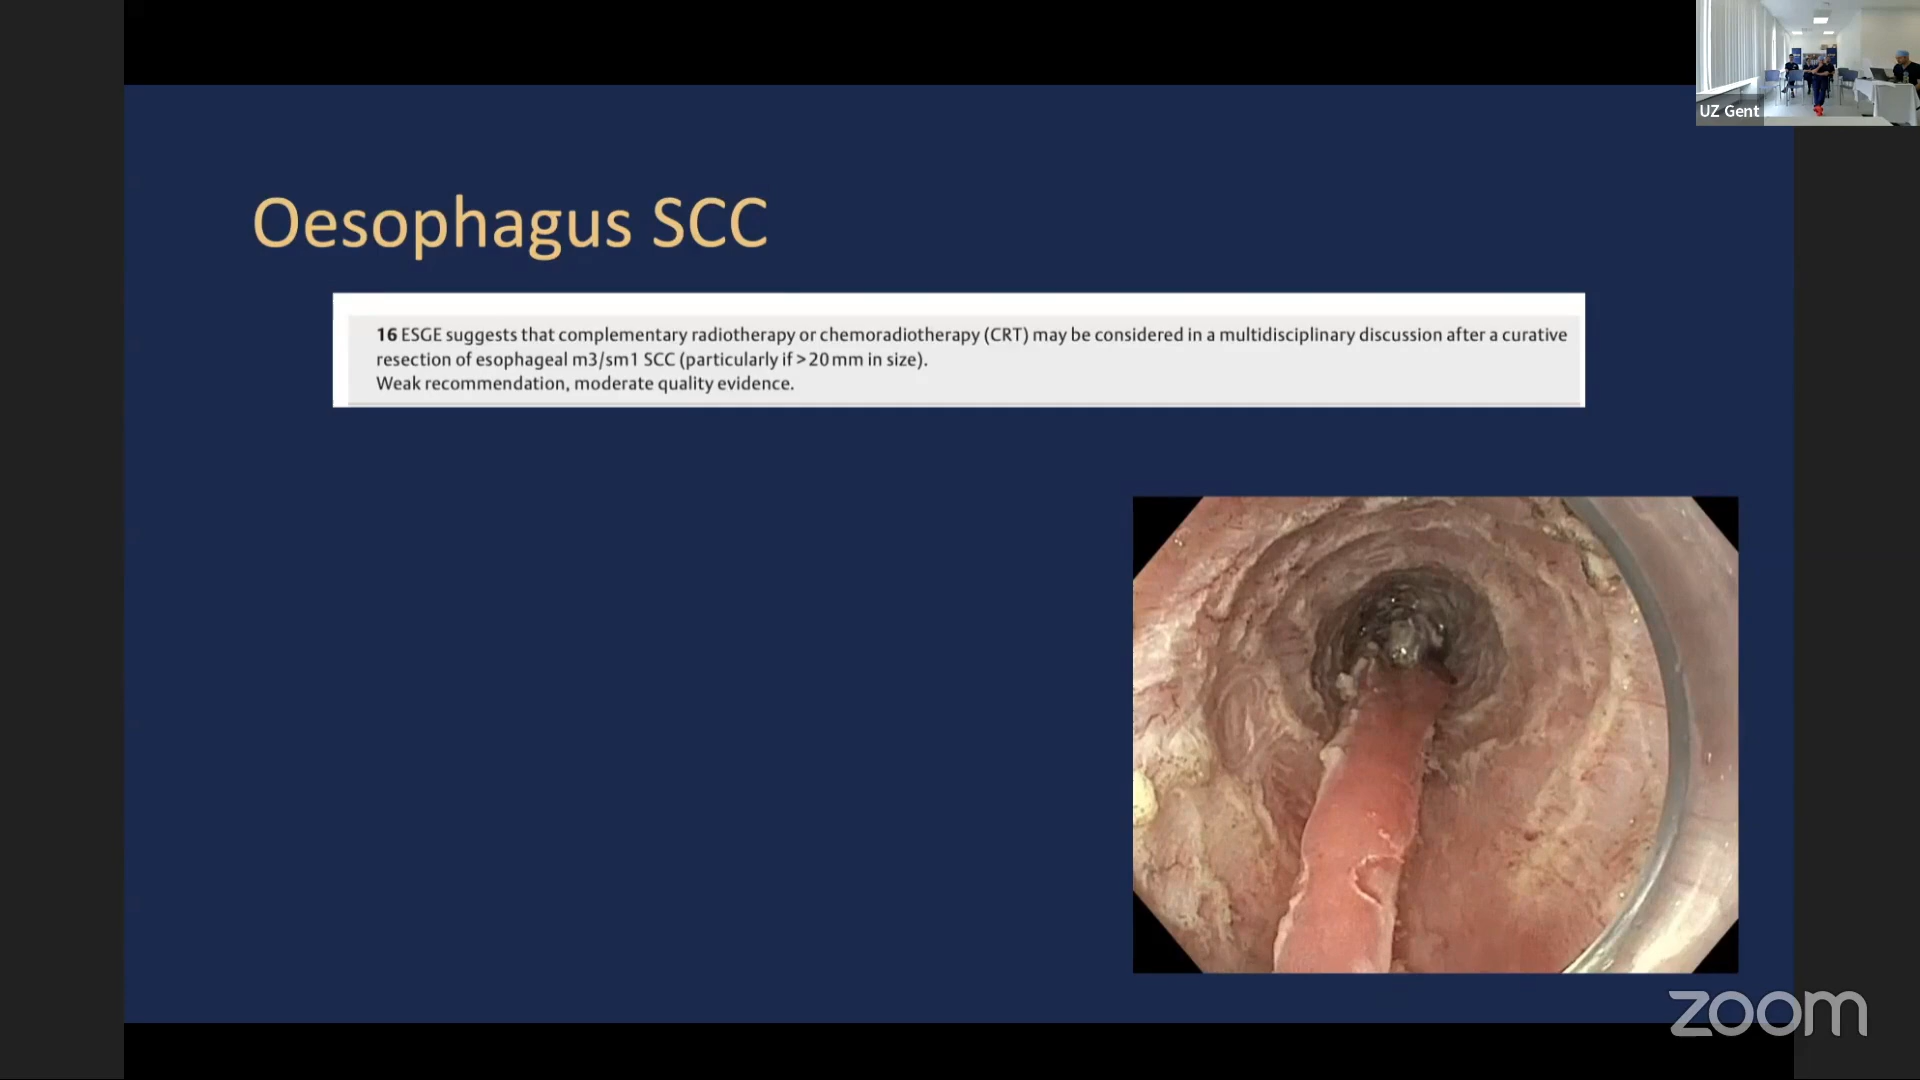 UZ Gent
Oesophagus SCC
16 ESGE suggests that complementary radiotherapy or chemoradiotherapy (CRT) may be considered in a multidisciplinary discussion after a curative
resection of esophageal m3/sm1 SCC (particularly if > 20 mm in size).
Weak recommendation, moderate quality evidence.
zoom